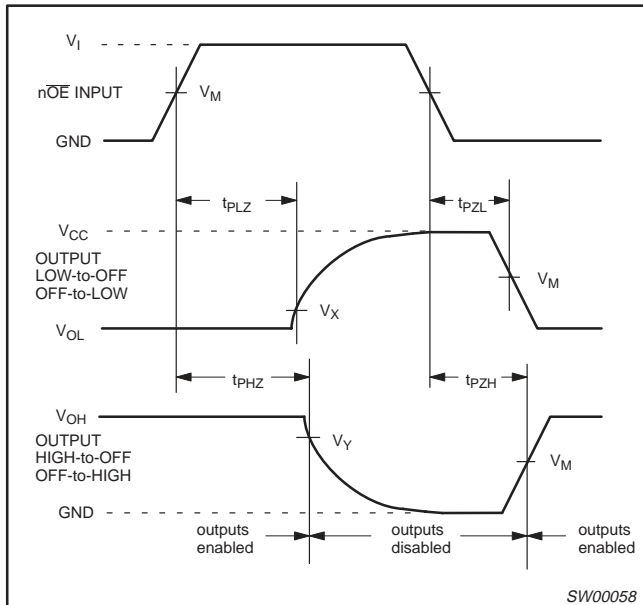 V_I
nO̅E̅ INPUT
V_M
GND
t_PLZ
t_PZL
V_CC
OUTPUT
LOW-to-OFF
OFF-to-LOW
V_X
V_M
V_OL
t_PHZ
t_PZH
V_OH
OUTPUT
HIGH-to-OFF
OFF-to-HIGH
V_Y
V_M
GND
outputs
enabled
outputs
disabled
outputs
enabled
SW00058